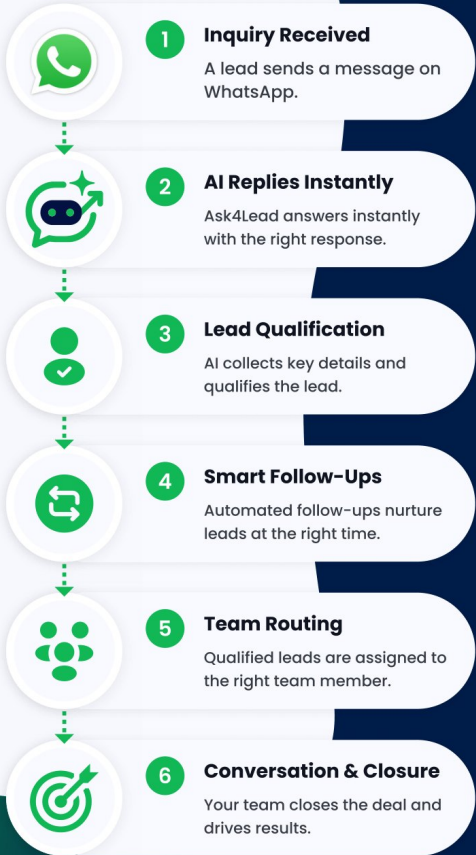 1
Inquiry Received
A lead sends a message on
WhatsApp.
2
AI Replies Instantly
Ask4Lead answers instantly
with the right response.
3
Lead Qualification
AI collects key details and
qualifies the lead.
4
Smart Follow-Ups
Automated follow-ups nurture
leads at the right time.
5
Team Routing
Qualified leads are assigned to
the right team member.
6
Conversation & Closure
Your team closes the deal and
drives results.